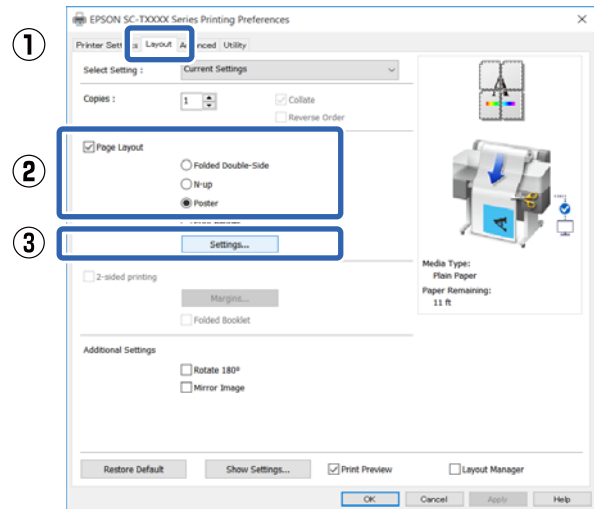 EPSON SC-TXXXX Series Printing Preferences
① Printer Layout Utility
Select Setting : Current Settings
Copies : 1 Collate
Reverse Order
② Page Layout
Folded Double-Side
N-up
Poster
③ Settings...
2-sided printing
Margins...
Folded Booklet
Additional Settings
Rotate 180º
Mirror Image
A
A
Media Type:
Plain Paper
Paper Remaining:
11 ft
Restore Default Show Settings... Print Preview Layout Manager
OK Cancel Apply Help